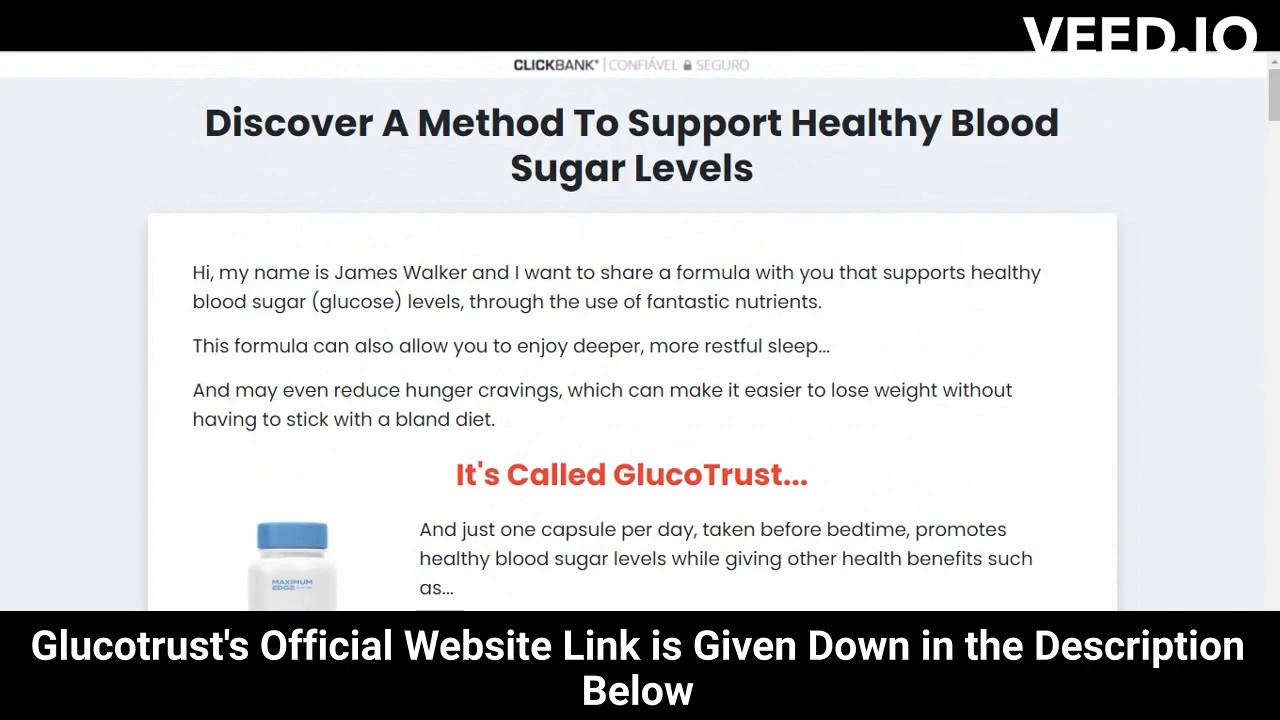 VEED.IO
CLICKBANK® | CONFIÁVEL SEGURO
Discover A Method To Support Healthy Blood
Sugar Levels
Hi, my name is James Walker and I want to share a formula with you that supports healthy
blood sugar (glucose) levels, through the use of fantastic nutrients.
This formula can also allow you to enjoy deeper, more restful sleep...
And may even reduce hunger cravings, which can make it easier to lose weight without
having to stick with a bland diet.
It's Called GlucoTrust...
And just one capsule per day, taken before bedtime, promotes
healthy blood sugar levels while giving other health benefits such
as...
MAXIMUM
EDGE
Glucotrust's Official Website Link is Given Down in the Description
Below